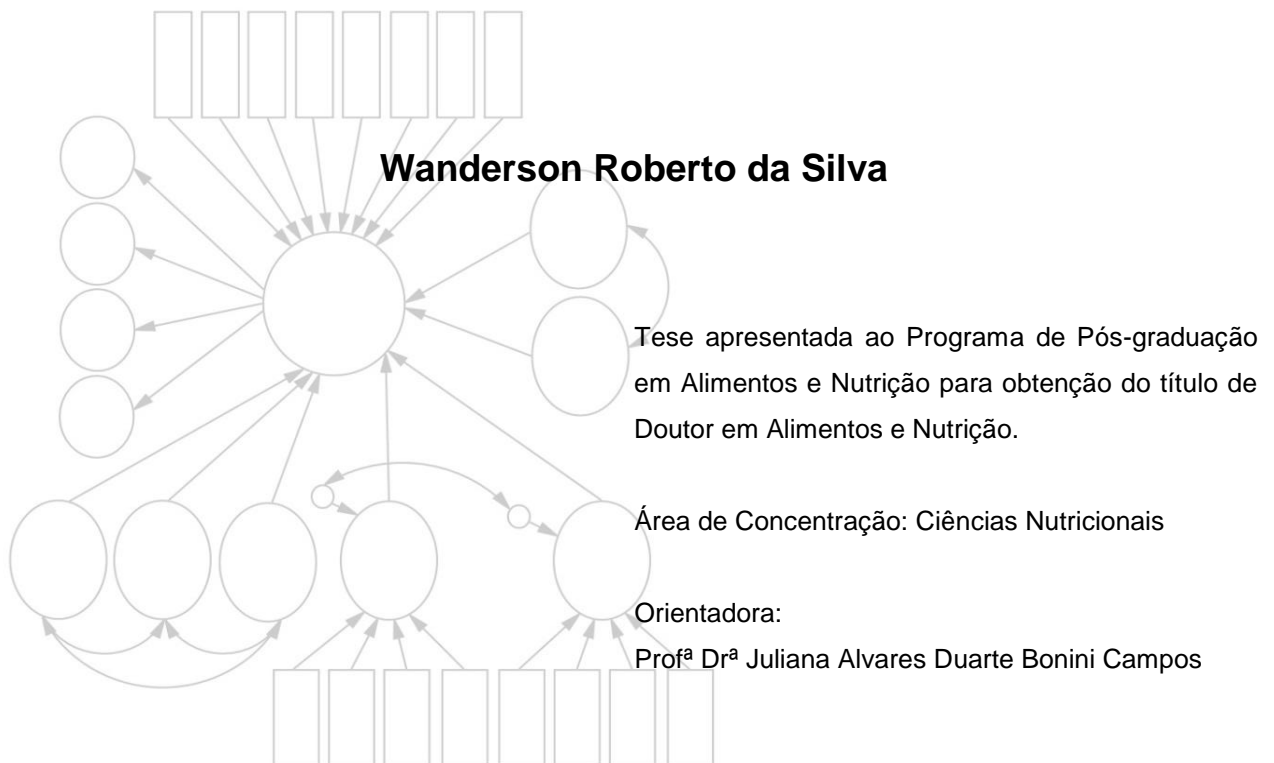 Wanderson Roberto da Silva
Tese apresentada ao Programa de Pós-graduação
em Alimentos e Nutrição para obtenção do título de
Doutor em Alimentos e Nutrição.
Área de Concentração: Ciências Nutricionais
Orientadora:
Profª Drª Juliana Alvares Duarte Bonini Campos